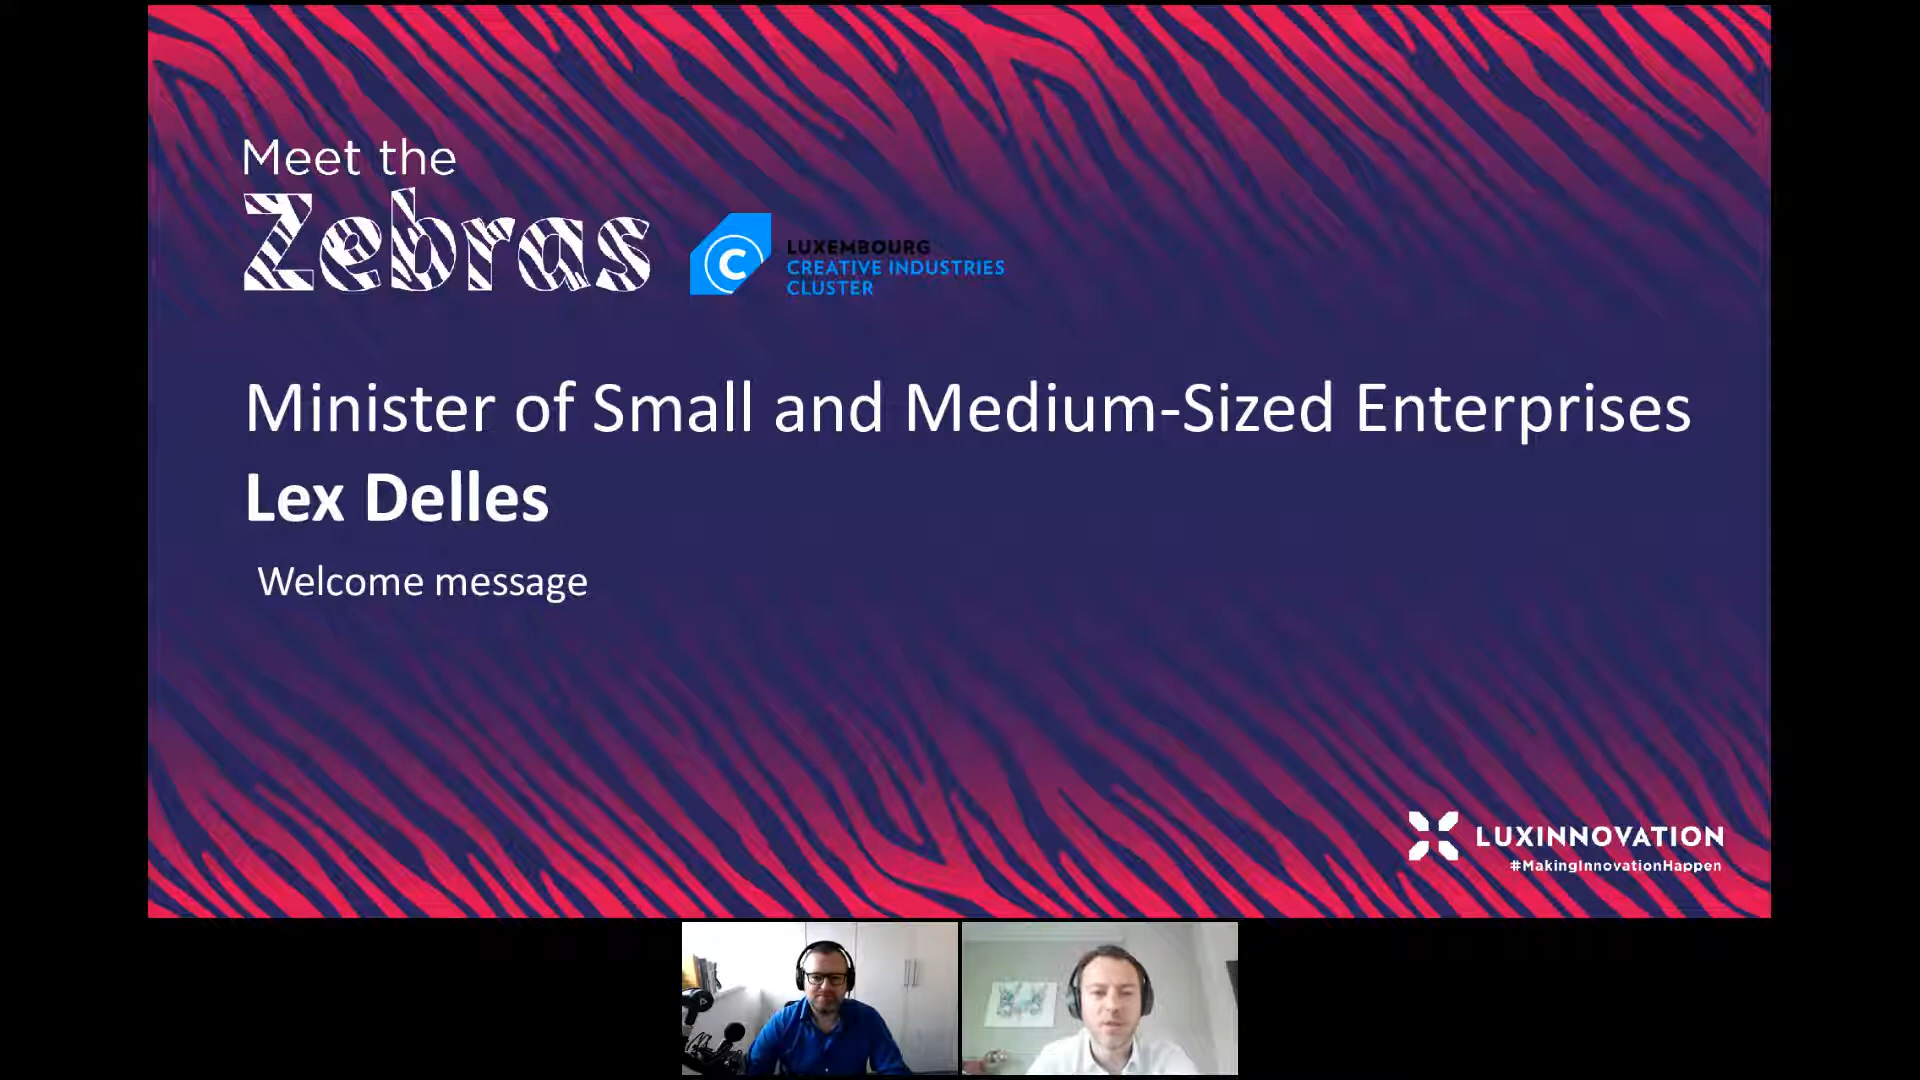 Meet the
Zebras
LUXEMBOURG
CREATIVE INDUSTRIES
CLUSTER
Minister of Small and Medium-Sized Enterprises
Lex Delles
Welcome message
LUXINNOVATION
#MakingInnovationHappen